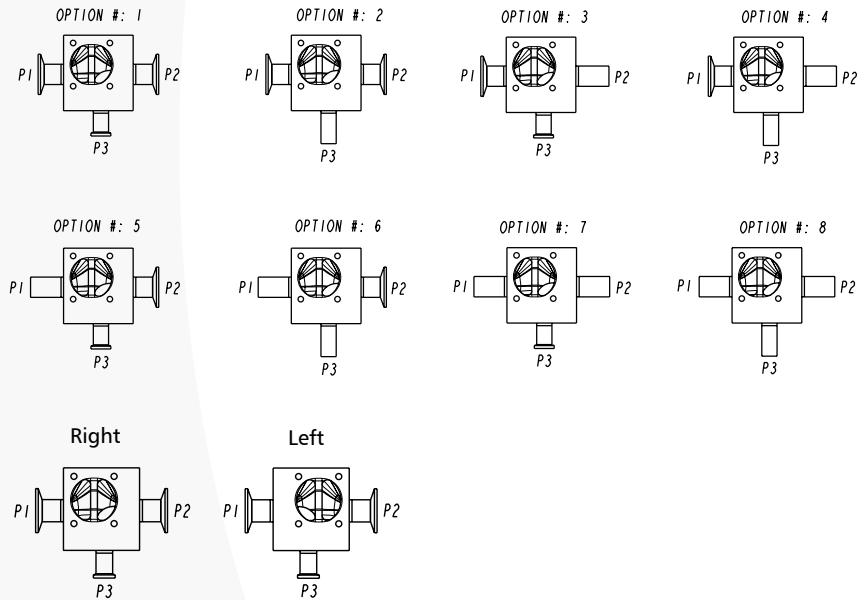 OPTION #: 1
OPTION #: 2
OPTION #: 3
OPTION #: 4
P1
P2
P1
P2
P1
P2
P1
P2
P3
P3
P3
P3
OPTION #: 5
OPTION #: 6
OPTION #: 7
OPTION #: 8
P1
P2
P1
P2
P1
P2
P1
P2
P3
P3
P3
P3
Right
Left
P1
P2
P1
P2
P3
P3